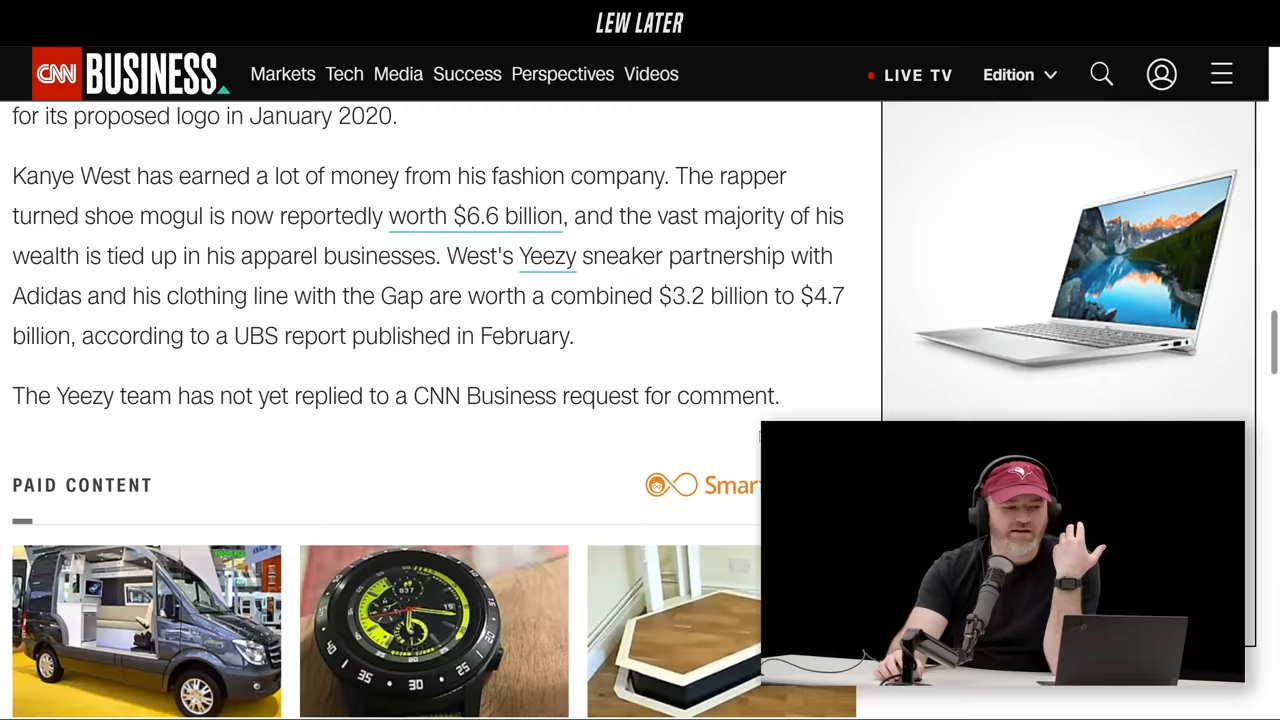 LEW LATER
CNN BUSINESS Markets Tech Media Success Perspectives Videos LIVE TV Edition
for its proposed logo in January 2020.
Kanye West has earned a lot of money from his fashion company. The rapper
turned shoe mogul is now reportedly worth $6.6 billion, and the vast majority of his
wealth is tied up in his apparel businesses. West's Yeezy sneaker partnership with
Adidas and his clothing line with the Gap are worth a combined $3.2 billion to $4.7
billion, according to a UBS report published in February.
The Yeezy team has not yet replied to a CNN Business request for comment.
PAID CONTENT
Smar